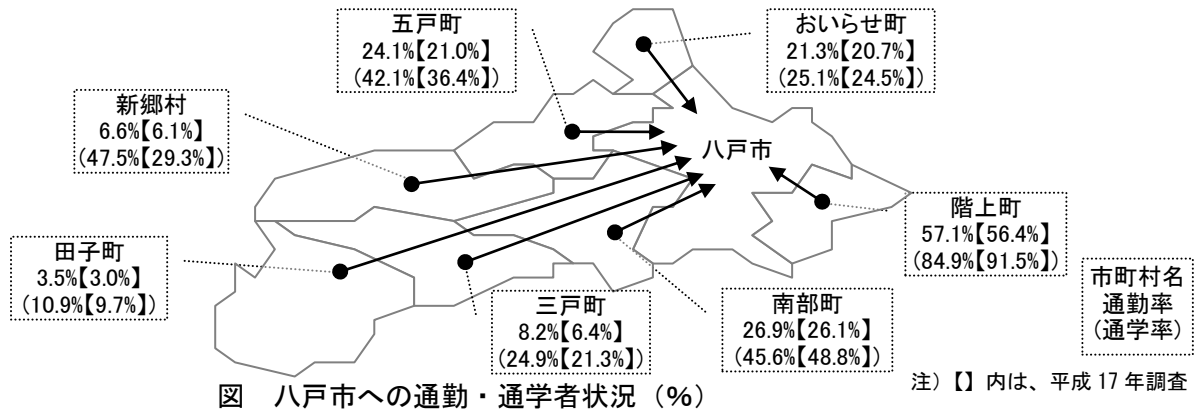 五戸町
24.1%【21.0%】
(42.1%【36.4%】)
おいらせ町
21.3%【20.7%】
(25.1%【24.5%】)
新郷村
6.6%【6.1%】
(47.5%【29.3%】)
八戸市
階上町
57.1%【56.4%】
(84.9%【91.5%】)
田子町
3.5%【3.0%】
(10.9%【9.7%】)
三戸町
8.2%【6.4%】
(24.9%【21.3%】)
南部町
26.9%【26.1%】
(45.6%【48.8%】)
市町村名
通勤率
(通学率)
図　八戸市への通勤・通学者状況（%）
注）【】内は、平成17年調査